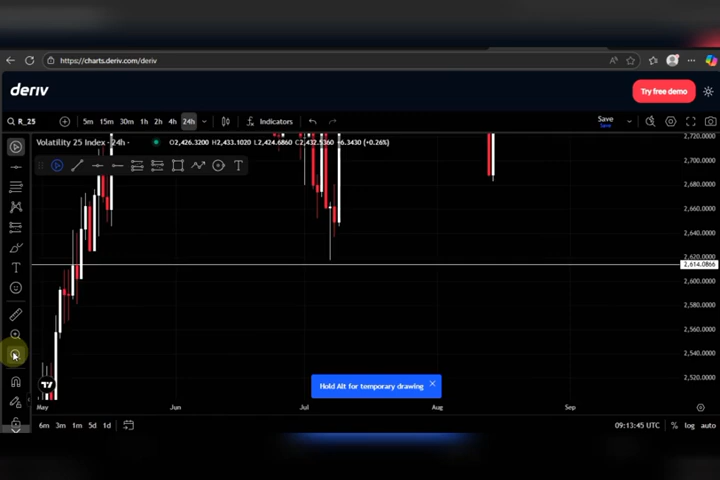 https://charts.deriv.com/deriv
deriv
Try free demo
R_25
5m 15m 30m 1h 2h 4h 24h
Indicators
Save
Save
Volatility 25 Index · 24h ·
O2,426.3200 H2,433.1020 L2,424.6860 C2,432.5360 +6.3430 (+0.26%)
T
2,720.0000
2,700.0000
2,680.0000
2,660.0000
2,640.0000
2,614.0866
2,600.0000
2,580.0000
2,560.0000
2,540.0000
2,520.0000
T
Hold Alt for temporary drawing
May Jun Jul Aug Sep
6m 3m 1m 5d 1d
09:13:45 UTC % log auto